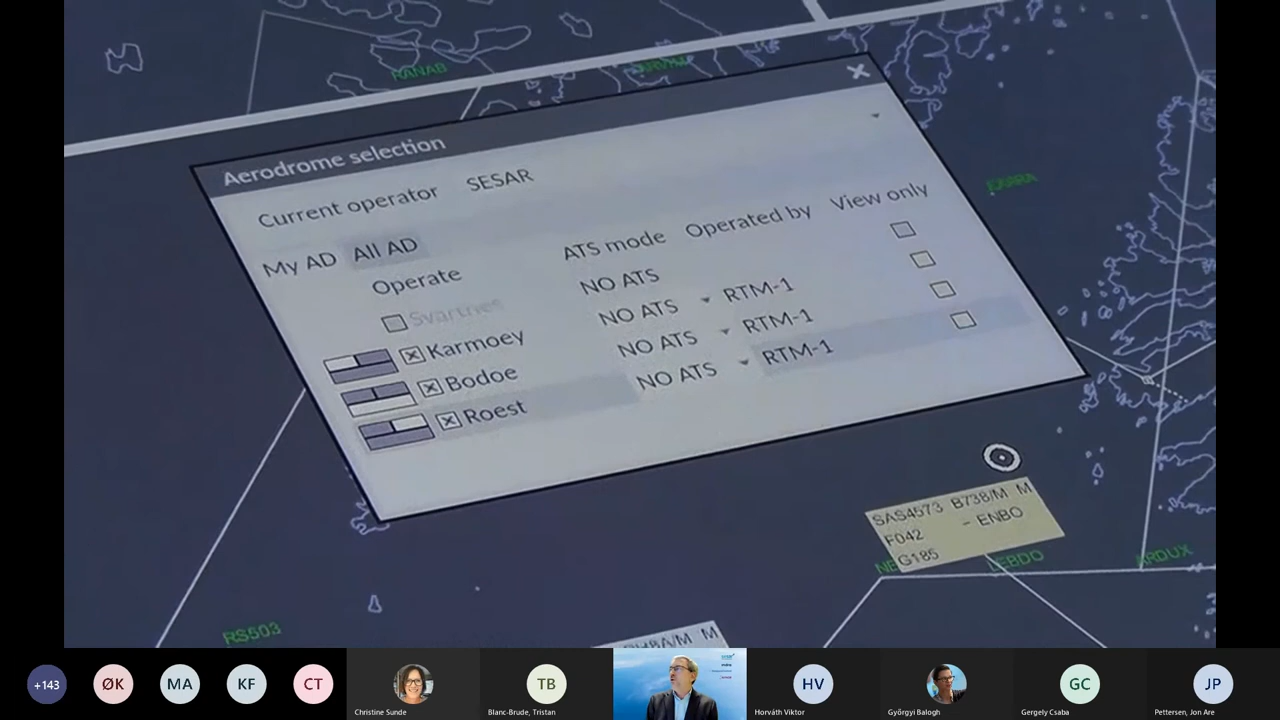 RANAB
Aerodrome selection
Current operator SESAR
My AD All AD
Operate ATS mode Operated by View only
Svartnes NO ATS
Karmoey NO ATS RTM-1
Bodoe NO ATS RTM-1
Roest NO ATS RTM-1
SAS4573 B738/M M
F042 - ENBO
G185
ARDUX
RS503
+143
ØK
MA
KF
CT
Christine Sunde
TB
Blanc-Brude, Tristan
HV
Horváth Viktor
Györgyi Balogh
GC
Gergely Csaba
JP
Pettersen, Jon Are